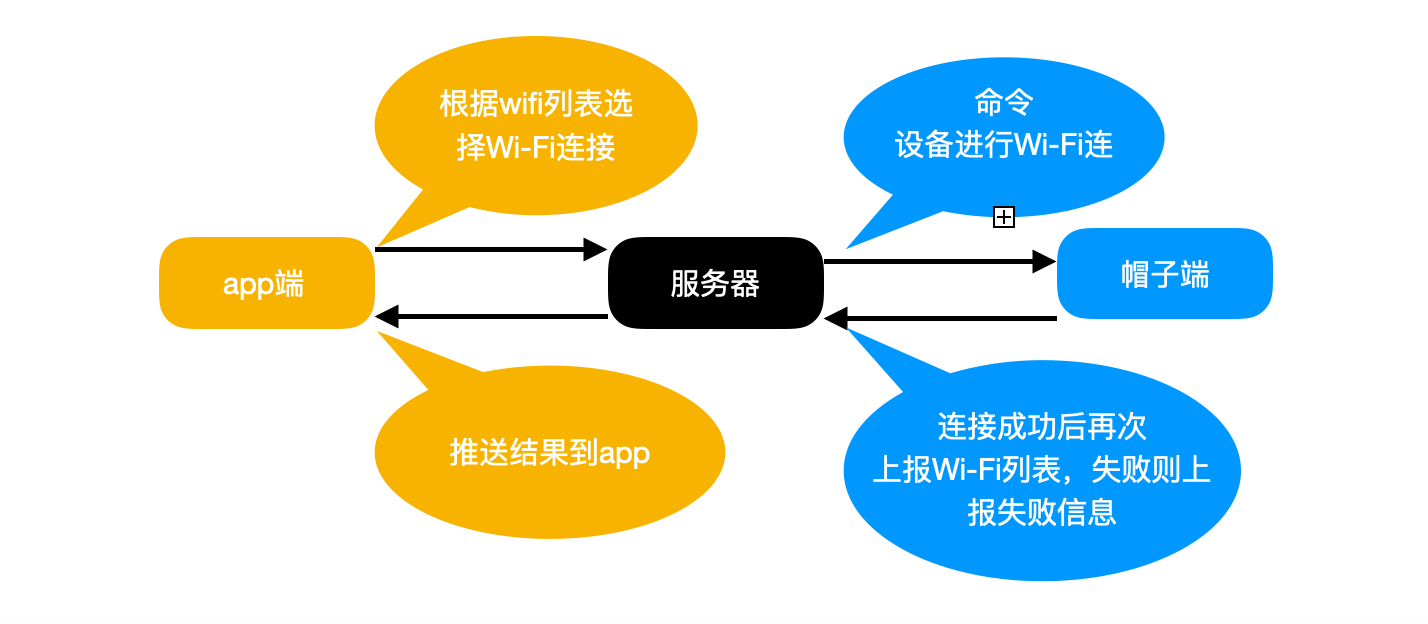 根据wifi列表选
择Wi-Fi连接
命令
设备进行Wi-Fi连
app端
服务器
帽子端
推送结果到app
连接成功后再次
上报Wi-Fi列表，失败则上
报失败信息